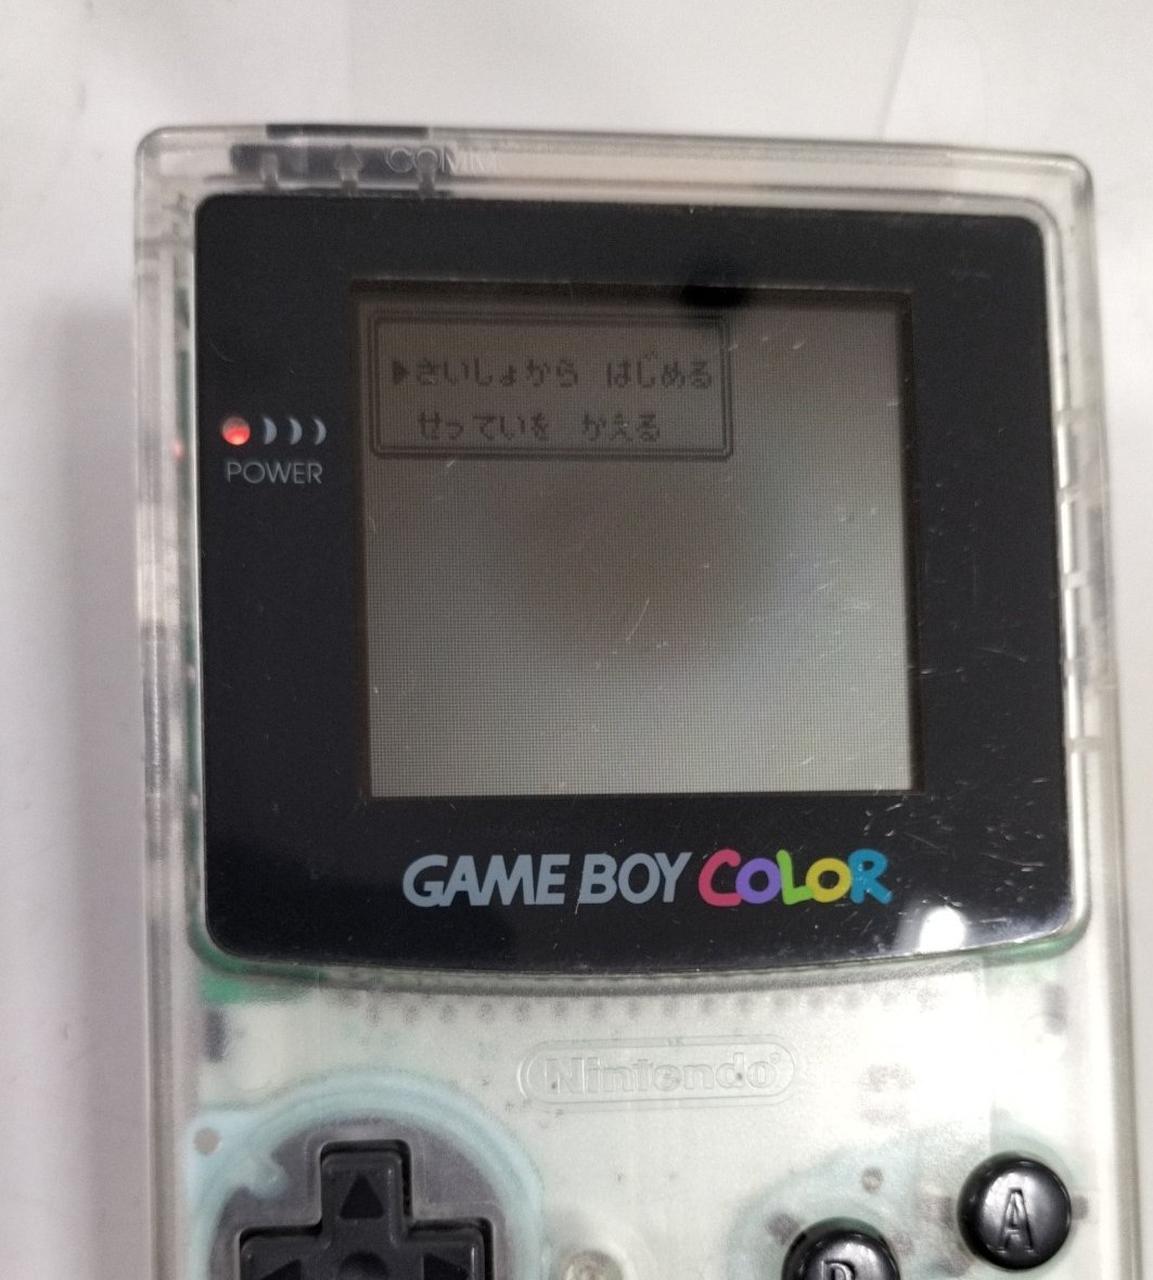 COMM
▶さいしょから はじめる
せっていを かえる
POWER
GAME BOY COLOR
Nintendo®
A
B